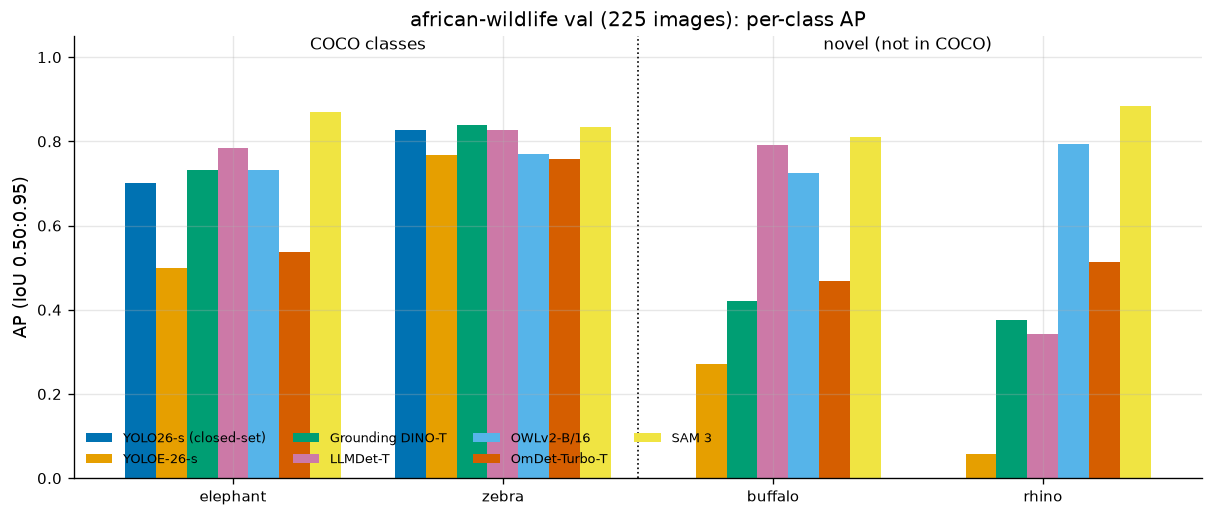 african-wildlife val (225 images): per-class AP
COCO classes
novel (not in COCO)
AP (IoU 0.50:0.95)
1.0
0.8
0.6
0.4
0.2
0.0
YOLO26-s (closed-set)
YOLOE-26-s
Grounding DINO-T
LLMDet-T
OWLv2-B/16
OmDet-Turbo-T
SAM 3
elephant
zebra
buffalo
rhino